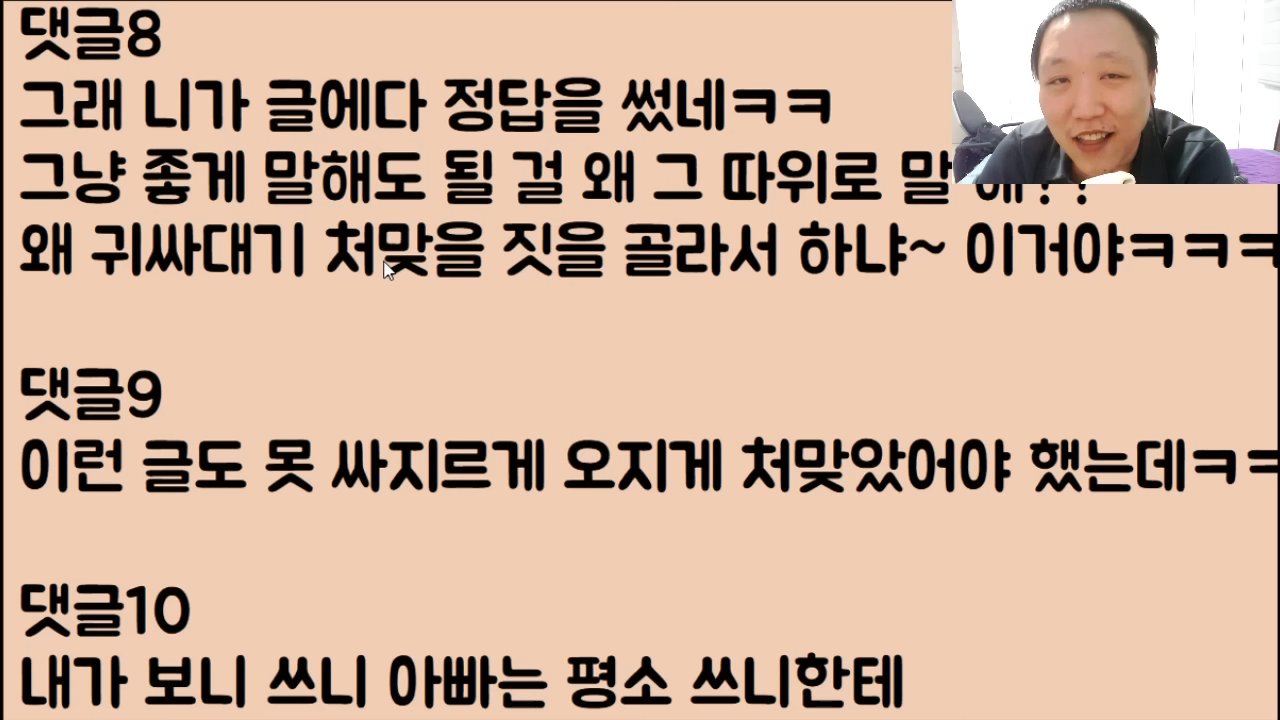 댓글8
그래 니가 글에다 정답을 썼네ㅋㅋ
그냥 좋게 말해도 될 걸 왜 그 따위로 말 해??
왜 귀싸대기 처맞을 짓을 골라서 하냐~ 이거야ㅋㅋㅋ
댓글9
이런 글도 못 싸지르게 오지게 처맞았어야 했는데ㅋㅋ
댓글10
내가 보니 쓰니 아빠는 평소 쓰니한테